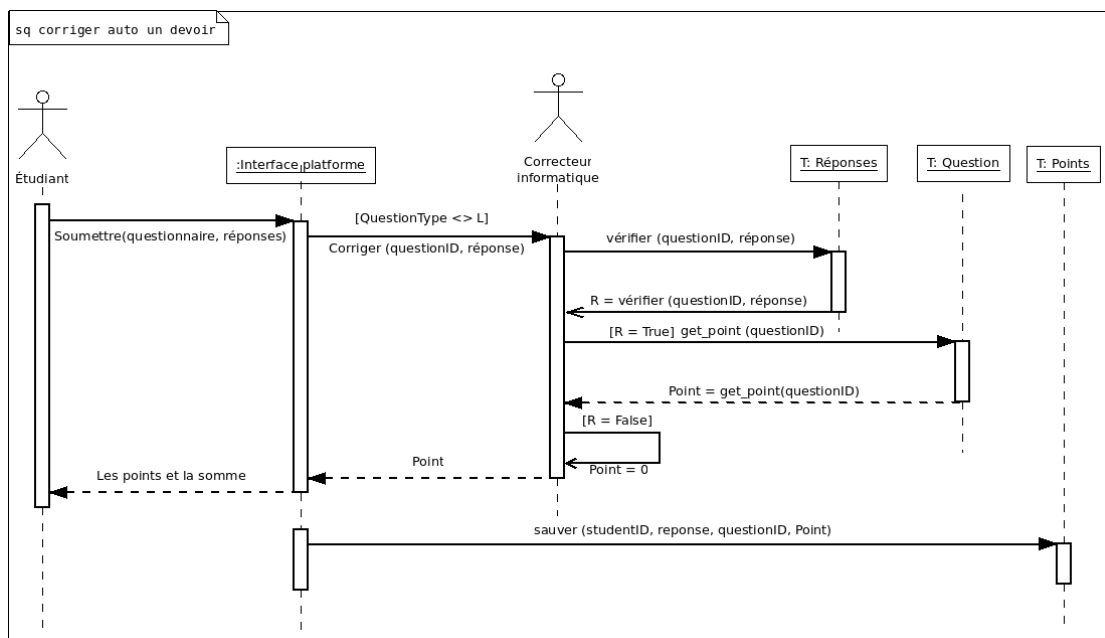 sq corriger auto un devoir
Étudiant
:Interface platforme
Correcteur
informatique
T: Réponses
T: Question
T: Points
Soumettre(questionnaire, réponses)
[QuestionType <> L]
Corriger (questionID, réponse)
vérifier (questionID, réponse)
R = vérifier (questionID, réponse)
[R = True] get_point (questionID)
Point = get_point(questionID)
[R = False]
Point = 0
Point
Les points et la somme
sauver (studentID, reponse, questionID, Point)